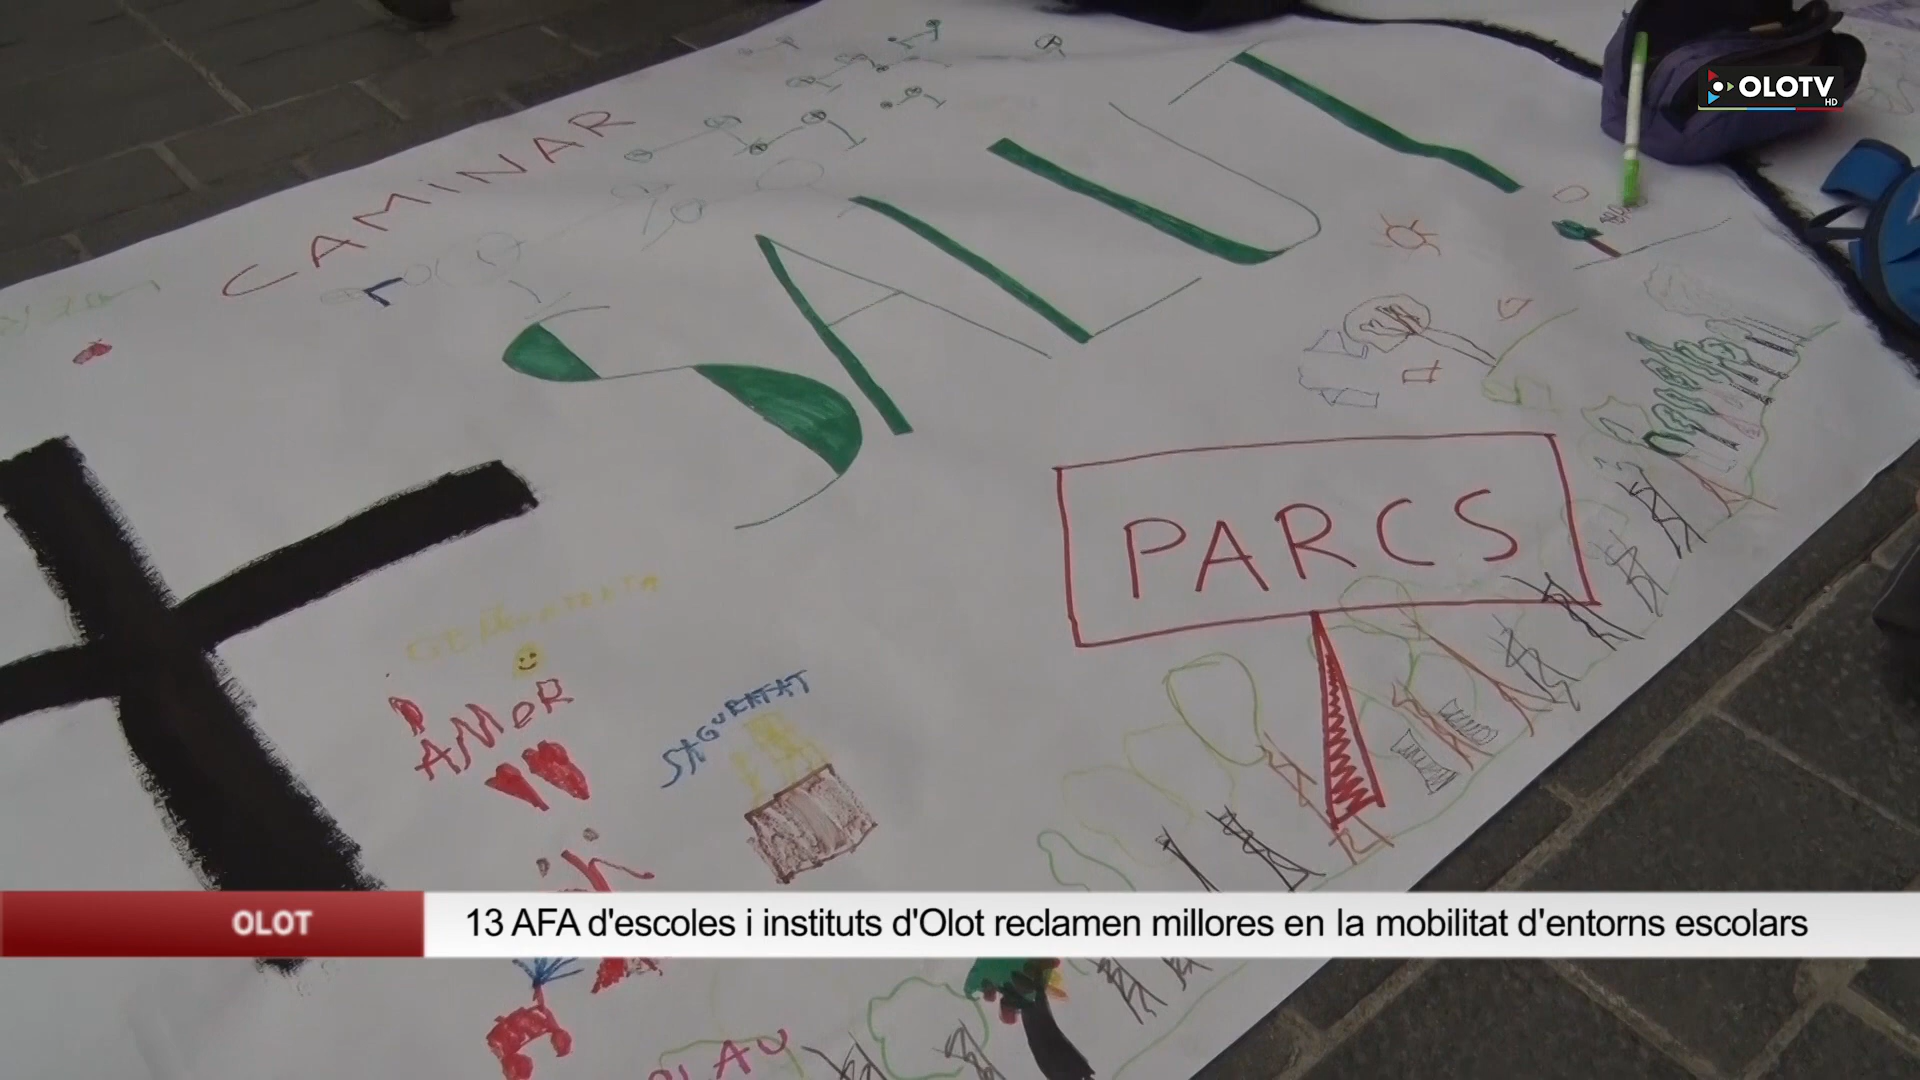 OLOTV
HD
CAMiNAR
SALUT
PARCS
AMOR
SAGURATAT
OLOT
13 AFA d'escoles i instituts d'Olot reclamen millores en la mobilitat d'entorns escolars